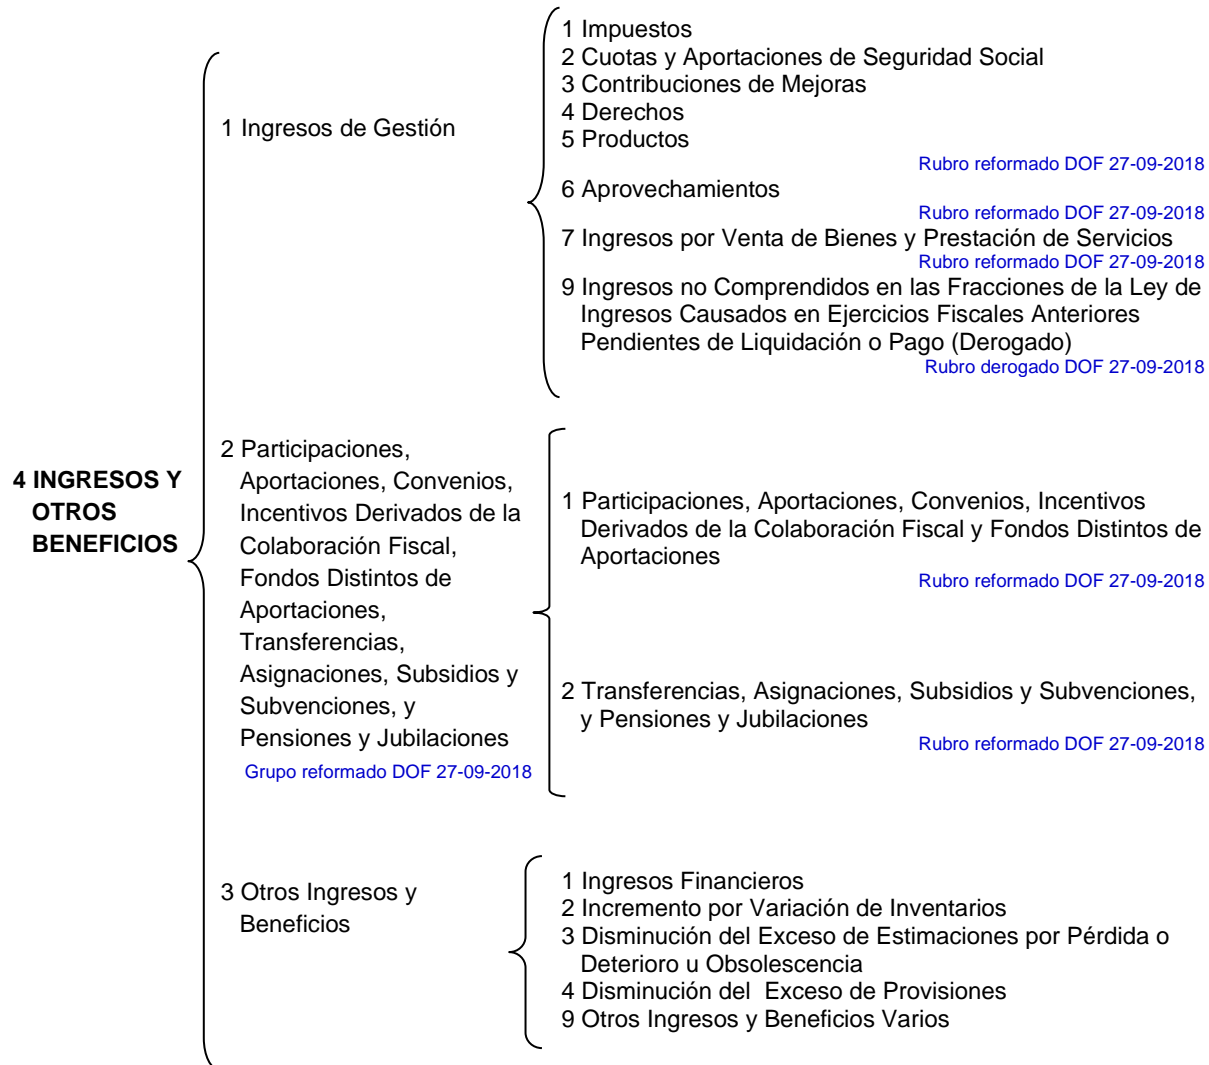 4 INGRESOS Y
OTROS
BENEFICIOS
1 Ingresos de Gestión
1 Impuestos
2 Cuotas y Aportaciones de Seguridad Social
3 Contribuciones de Mejoras
4 Derechos
5 Productos
Rubro reformado DOF 27-09-2018
6 Aprovechamientos
Rubro reformado DOF 27-09-2018
7 Ingresos por Venta de Bienes y Prestación de Servicios
Rubro reformado DOF 27-09-2018
9 Ingresos no Comprendidos en las Fracciones de la Ley de
Ingresos Causados en Ejercicios Fiscales Anteriores
Pendientes de Liquidación o Pago (Derogado)
Rubro derogado DOF 27-09-2018
2 Participaciones,
Aportaciones, Convenios,
Incentivos Derivados de la
Colaboración Fiscal,
Fondos Distintos de
Aportaciones,
Transferencias,
Asignaciones, Subsidios y
Subvenciones, y
Pensiones y Jubilaciones
Grupo reformado DOF 27-09-2018
1 Participaciones, Aportaciones, Convenios, Incentivos
Derivados de la Colaboración Fiscal y Fondos Distintos de
Aportaciones
Rubro reformado DOF 27-09-2018
2 Transferencias, Asignaciones, Subsidios y Subvenciones,
y Pensiones y Jubilaciones
Rubro reformado DOF 27-09-2018
3 Otros Ingresos y
Beneficios
1 Ingresos Financieros
2 Incremento por Variación de Inventarios
3 Disminución del Exceso de Estimaciones por Pérdida o
Deterioro u Obsolescencia
4 Disminución del Exceso de Provisiones
9 Otros Ingresos y Beneficios Varios